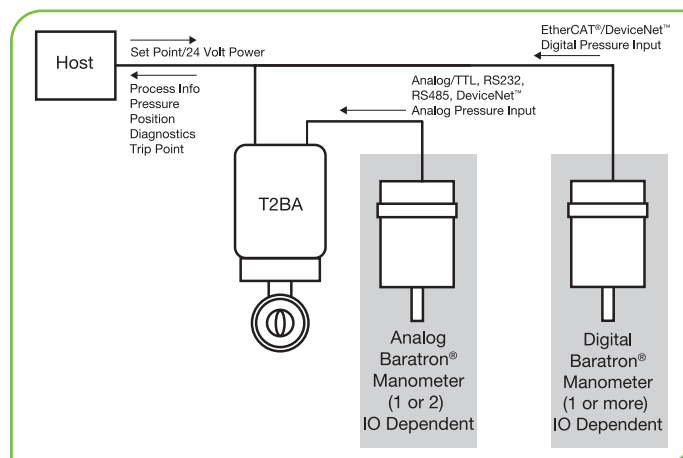 Host
Set Point/24 Volt Power
Process Info
Pressure
Position
Diagnostics
Trip Point
EtherCAT®/DeviceNet™
Digital Pressure Input
Analog/TTL, RS232,
RS485, DeviceNet™
Analog Pressure Input
T2BA
Analog
Baratron®
Manometer
(1 or 2)
IO Dependent
Digital
Baratron®
Manometer
(1 or more)
IO Dependent